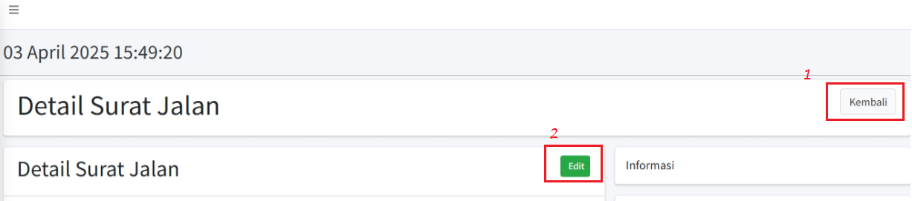 03 April 2025 15:49:20
1
Detail Surat Jalan
Kembali
2
Detail Surat Jalan
Edit
Informasi